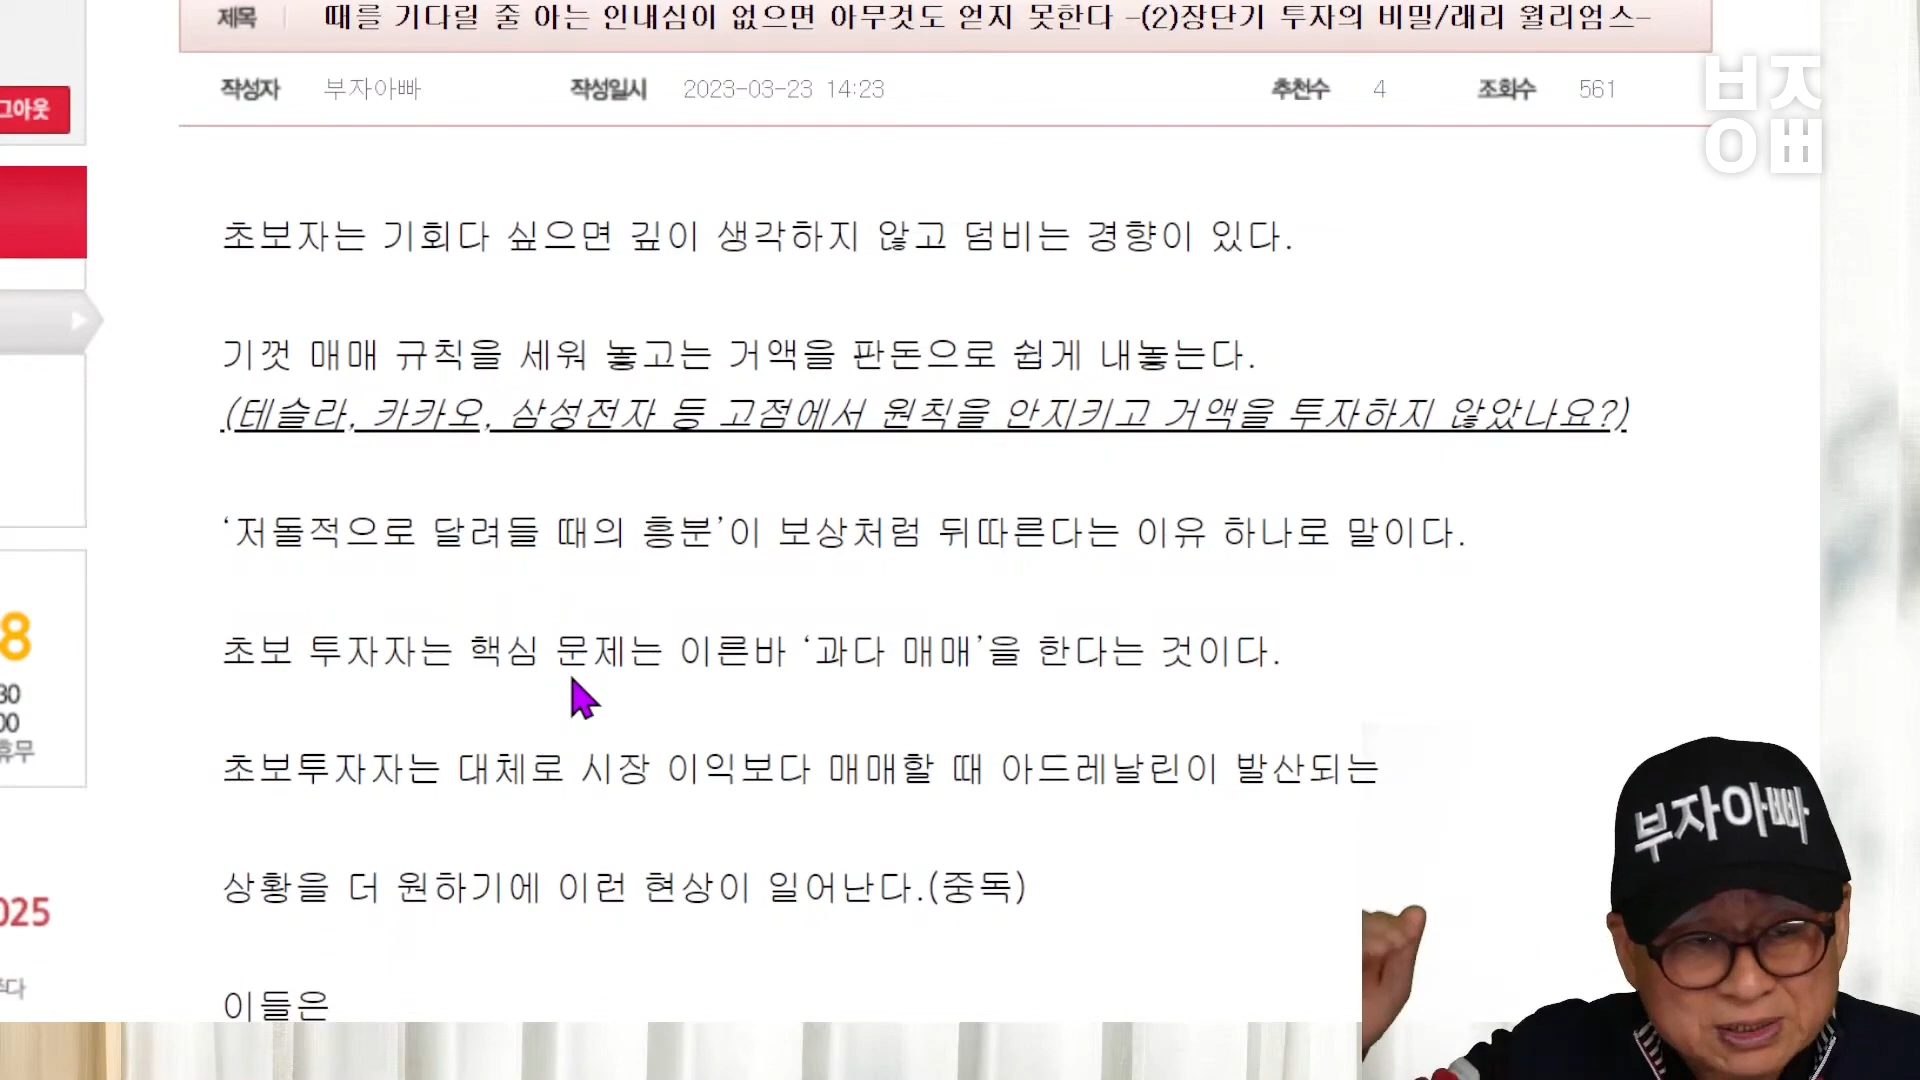 제목 때를 기다릴 줄 아는 인내심이 없으면 아무것도 얻지 못한다 -(2)장단기 투자의 비밀/래리 윌리엄스-
작성자 부자아빠 작성일시 2023-03-23 14:23 추천수 4 조회수 561
그아웃
부자아빠
초보자는 기회다 싶으면 깊이 생각하지 않고 덤비는 경향이 있다.
기껏 매매 규칙을 세워 놓고는 거액을 판돈으로 쉽게 내놓는다.
(테슬라, 카카오, 삼성전자 등 고점에서 원칙을 안지키고 거액을 투자하지 않았나요?)
‘저돌적으로 달려들 때의 흥분’이 보상처럼 뒤따른다는 이유 하나로 말이다.
초보 투자자는 핵심 문제는 이른바 ‘과다 매매’을 한다는 것이다.
초보투자자는 대체로 시장 이익보다 매매할 때 아드레날린이 발산되는
상황을 더 원하기에 이런 현상이 일어난다.(중독)
이들은
8
30
00
휴무
025
부자아빠